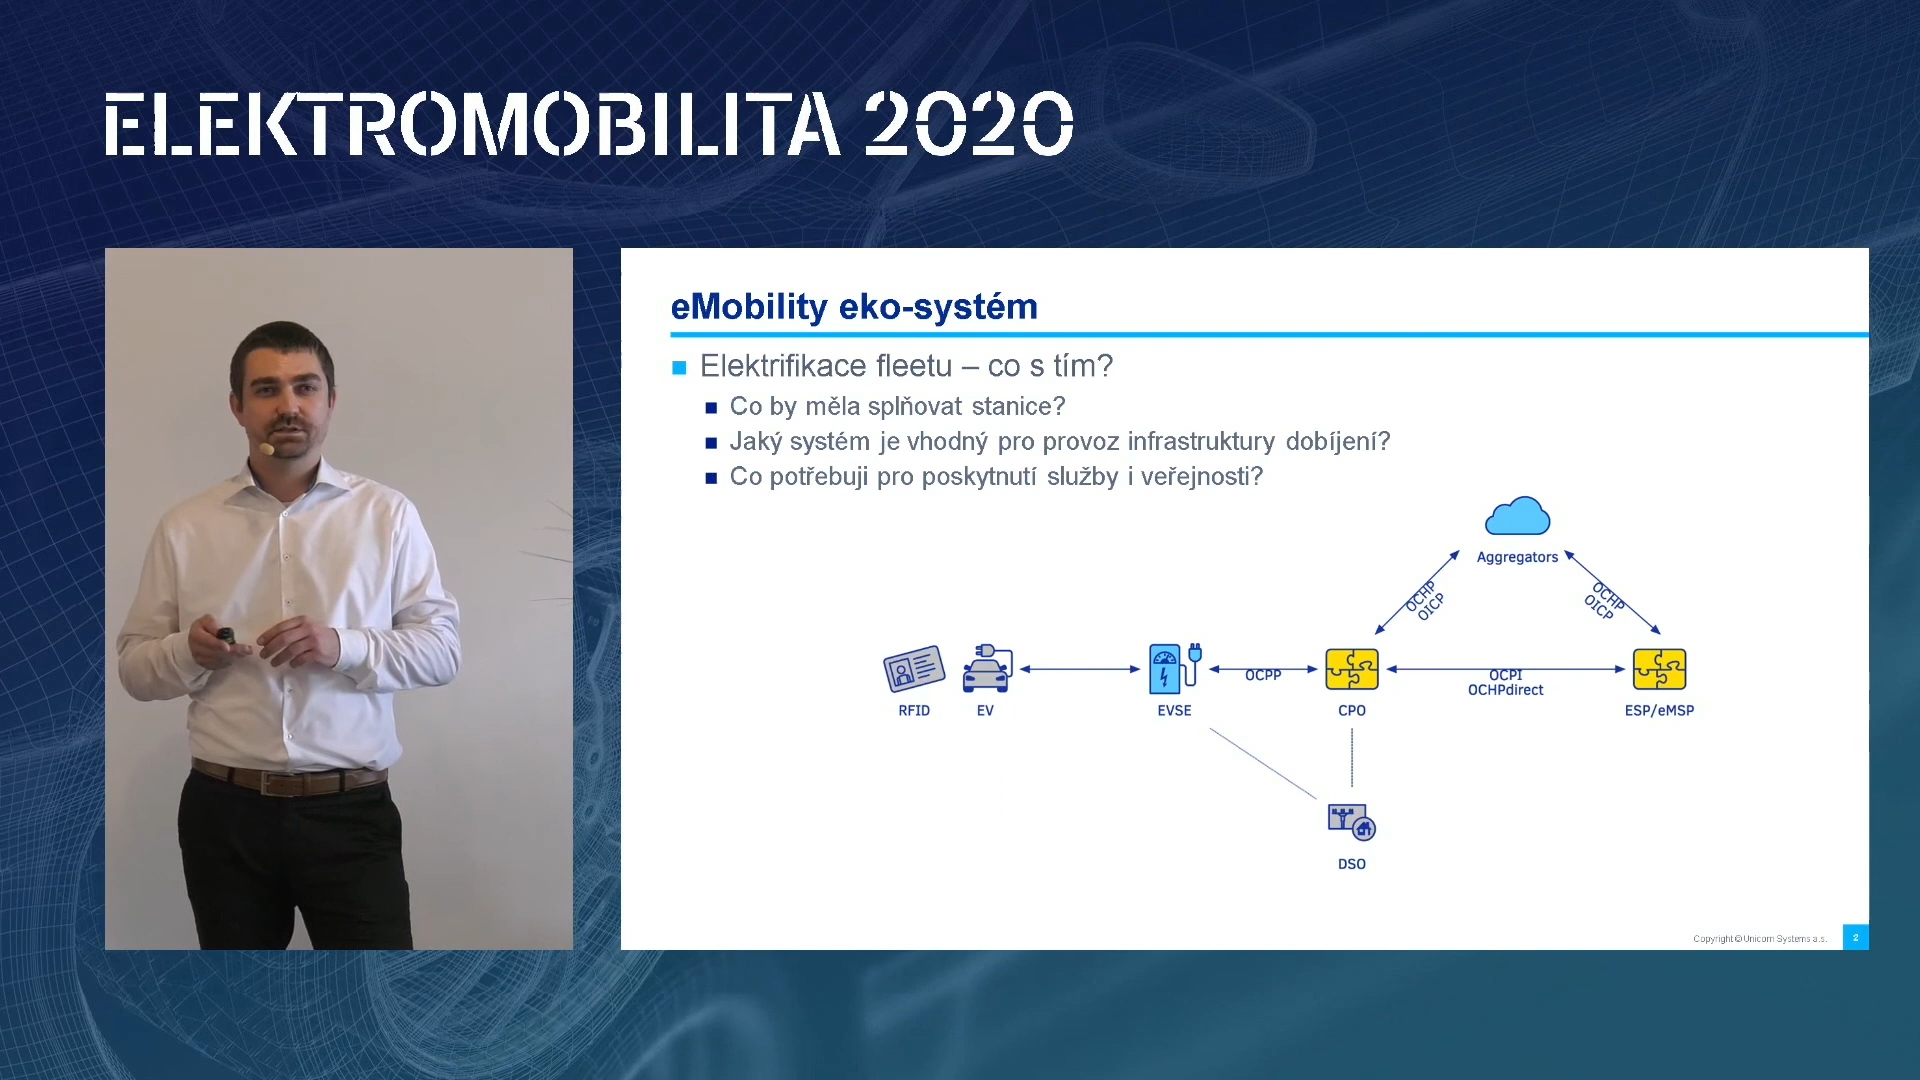 ELEKTROMOBILITA 2020
eMobility eko-systém
Elektrifikace fleetu – co s tím?
Co by měla splňovat stanice?
Jaký systém je vhodný pro provoz infrastruktury dobíjení?
Co potřebuji pro poskytnutí služby i veřejnosti?
Aggregators
OCHP
OICP
OCHP
OICP
OCPP
OCPI
OCHPdirect
RFID
EV
EVSE
CPO
ESP/eMSP
DSO
Copyright © Unicorn Systems a.s.
2